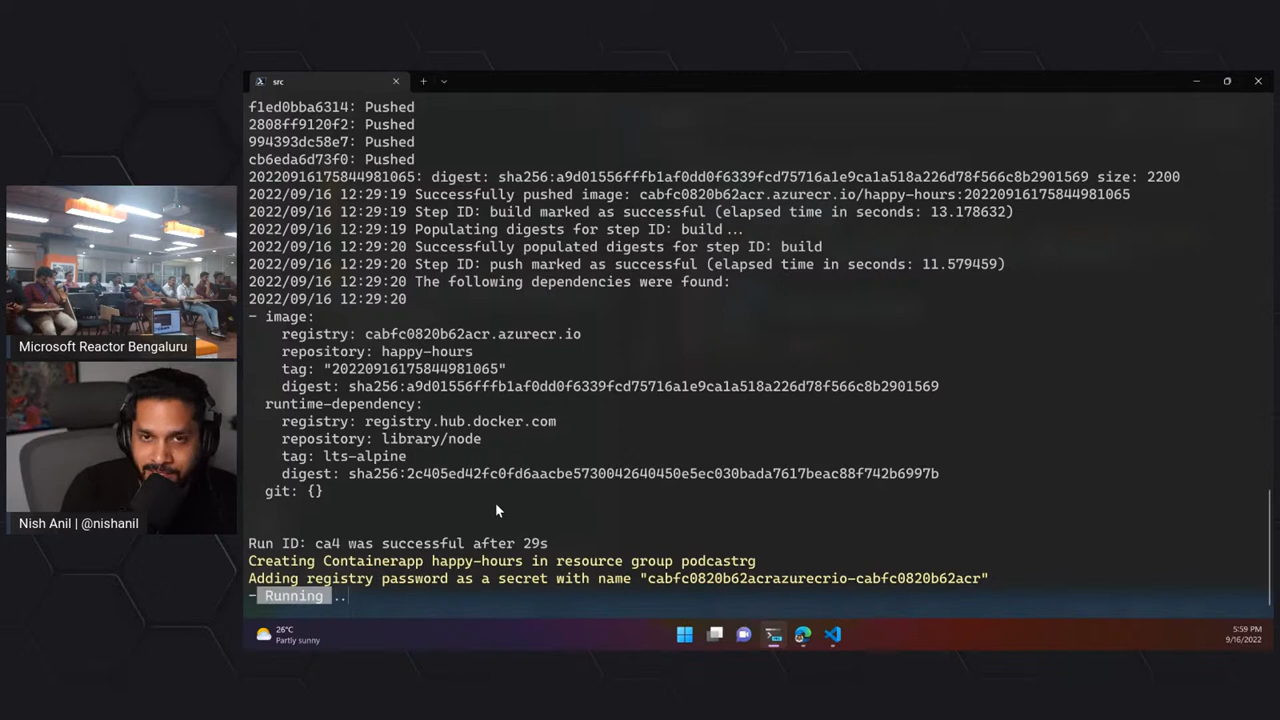 src
f1ed0bba6314: Pushed
2808ff9120f2: Pushed
994393dc58e7: Pushed
cb6eda6d73f0: Pushed
20220916175844981065: digest: sha256:a9d01556fffb1af0dd0f6339fcd75716a1e9ca1a518a226d78f566c8b2901569 size: 2200
2022/09/16 12:29:19 Successfully pushed image: cabfc0820b62acr.azurecr.io/happy-hours:20220916175844981065
2022/09/16 12:29:19 Step ID: build marked as successful (elapsed time in seconds: 13.178632)
2022/09/16 12:29:19 Populating digests for step ID: build...
2022/09/16 12:29:20 Successfully populated digests for step ID: build
2022/09/16 12:29:20 Step ID: push marked as successful (elapsed time in seconds: 11.579459)
2022/09/16 12:29:20 The following dependencies were found:
2022/09/16 12:29:20
- image:
registry: cabfc0820b62acr.azurecr.io
repository: happy-hours
tag: "20220916175844981065"
digest: sha256:a9d01556fffb1af0dd0f6339fcd75716a1e9ca1a518a226d78f566c8b2901569
runtime-dependency:
registry: registry.hub.docker.com
repository: library/node
tag: lts-alpine
digest: sha256:2c405ed42fc0fd6aacbe5730042640450e5ec030bada7617beac88f742b6997b
git: {}
Run ID: ca4 was successful after 29s
Creating Containerapp happy-hours in resource group podcastrg
Adding registry password as a secret with name "cabfc0820b62acrazurecrio-cabfc0820b62acr"
- Running ..
Microsoft Reactor Bengaluru
Nish Anil | @nishanil
26°C
Partly sunny
5:59 PM
9/16/2022